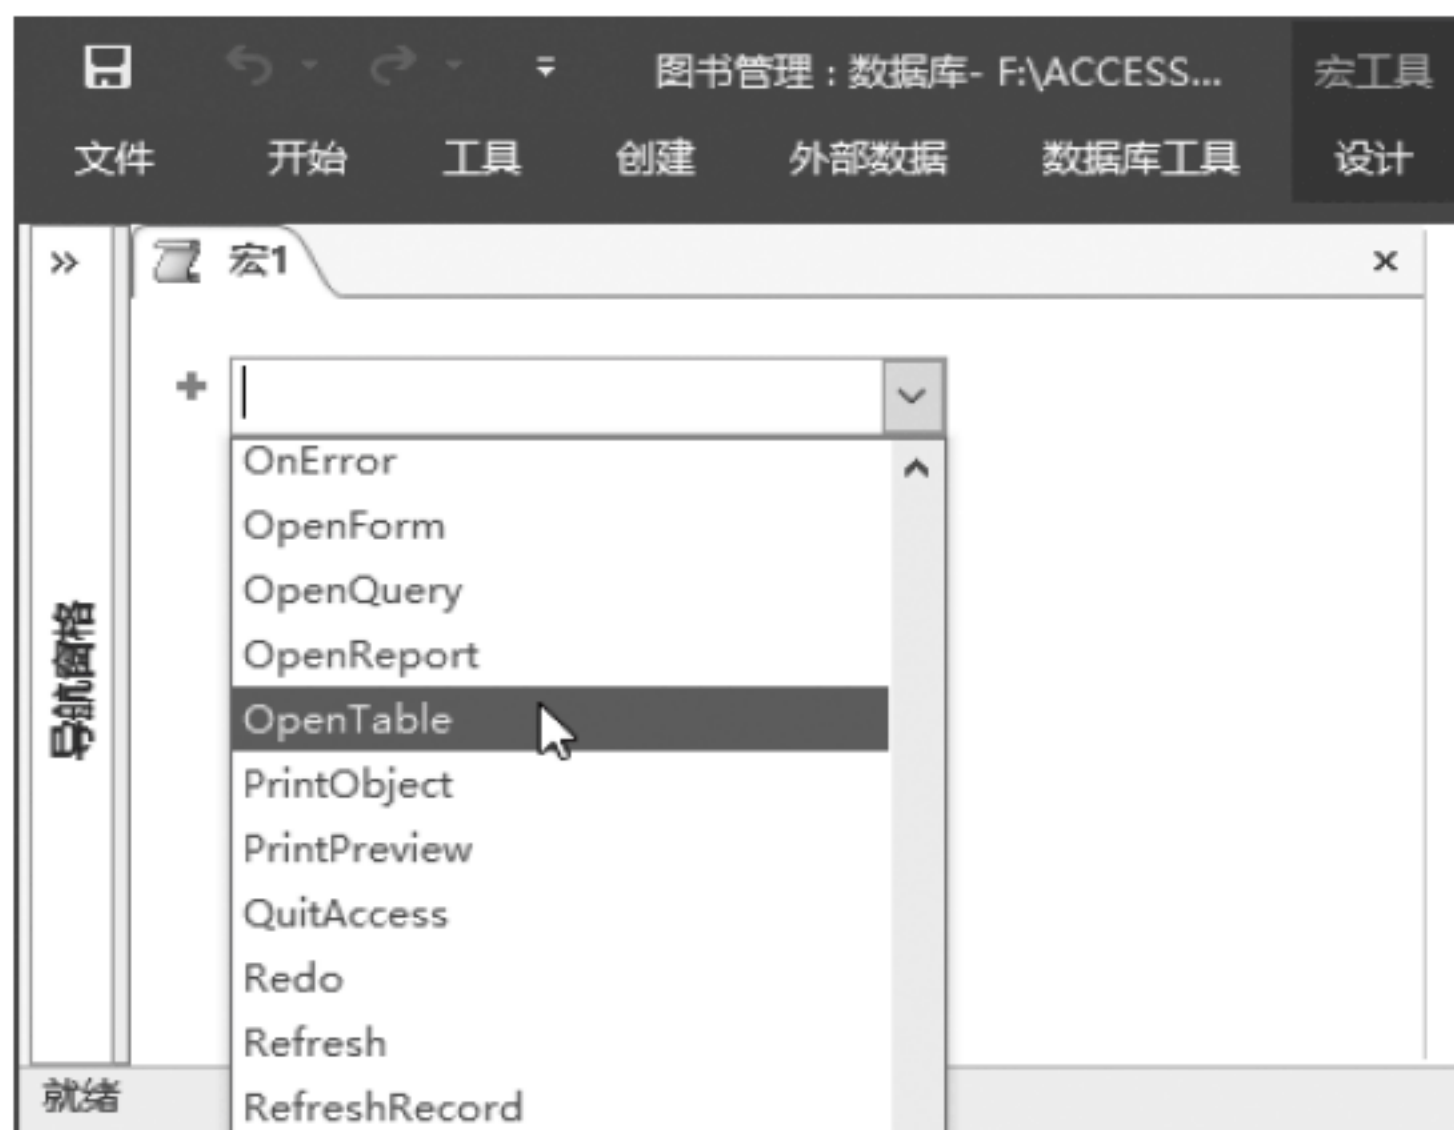 图书管理：数据库- F:\ACCESS... 宏工具
文件 开始 工具 创建 外部数据 数据库工具 设计
» 宏1 ×
OnError
OpenForm
OpenQuery
OpenReport
OpenTable
PrintObject
PrintPreview
QuitAccess
Redo
Refresh
RefreshRecord
导航窗格
就绪